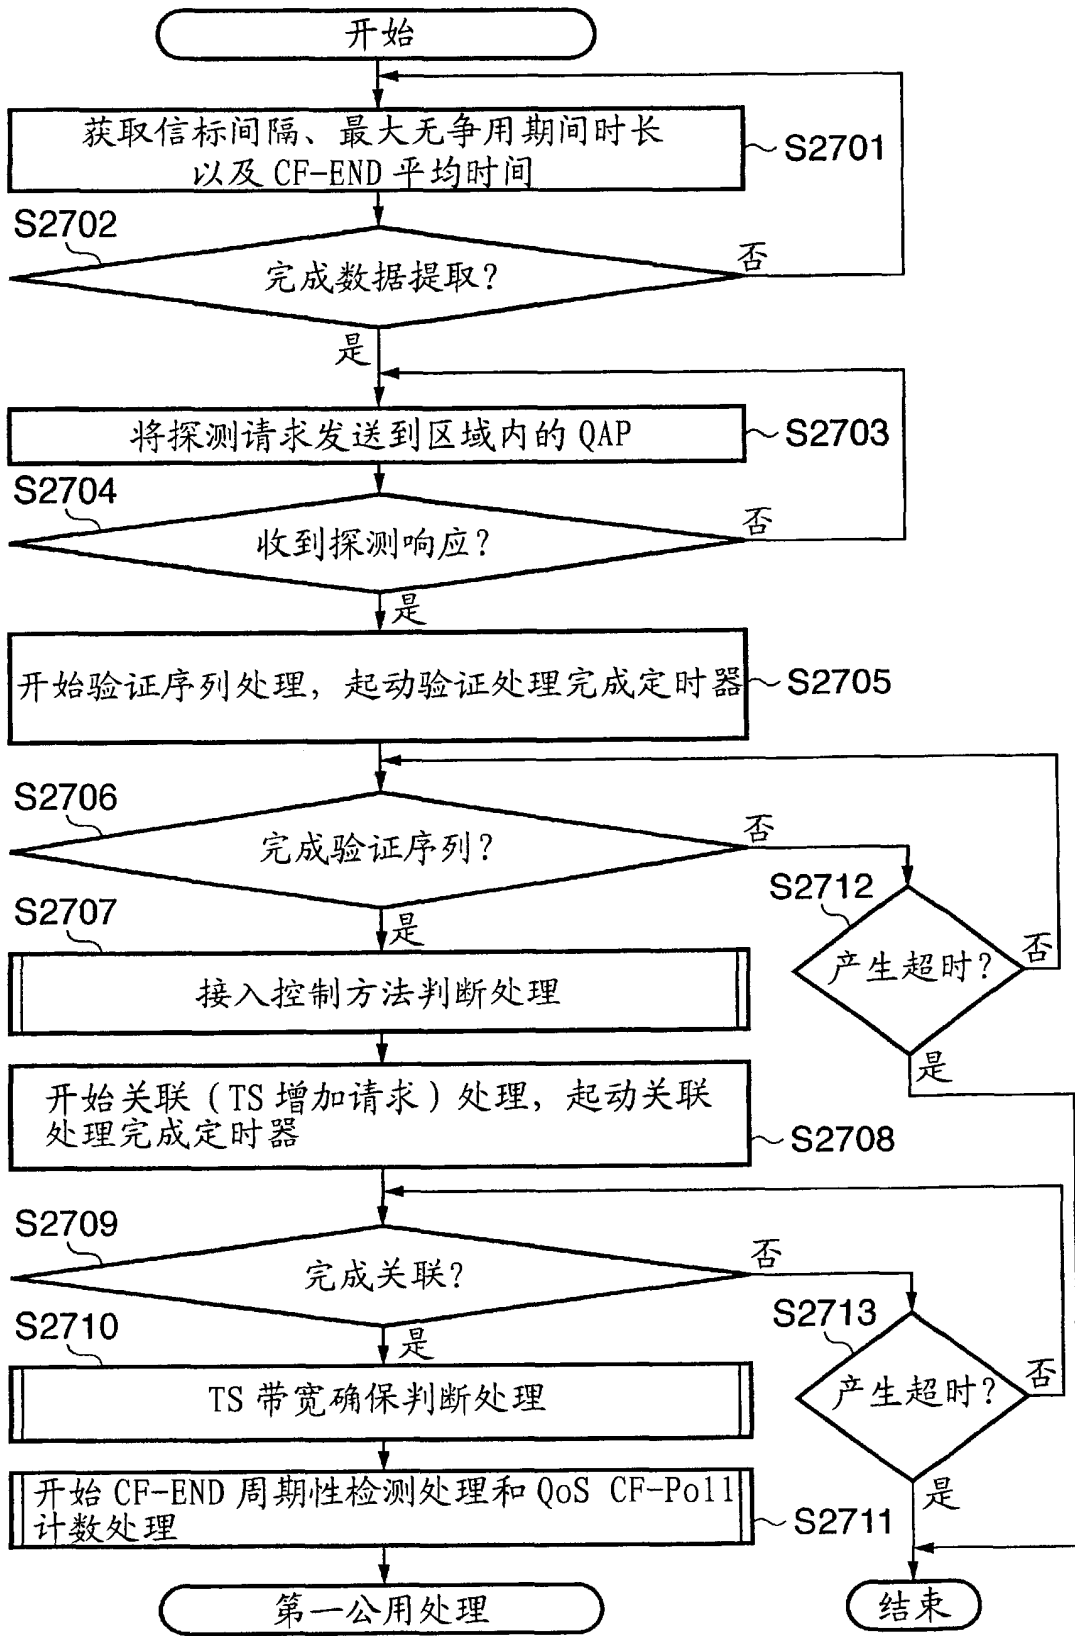 开始
获取信标间隔、最大无争用期间时长
以及 CF-END 平均时间
S2701
S2702
完成数据提取?
否
是
将探测请求发送到区域内的 QAP
S2703
S2704
收到探测响应?
否
是
开始验证序列处理，起动验证处理完成定时器
S2705
S2706
完成验证序列?
否
是
S2712
产生超时?
否
是
S2707
接入控制方法判断处理
开始关联（TS 增加请求）处理，起动关联
处理完成定时器
S2708
S2709
完成关联?
否
是
S2713
产生超时?
否
是
S2710
TS 带宽确保判断处理
开始 CF-END 周期性检测处理和 QoS CF-Poll
计数处理
S2711
第一公用处理
结束